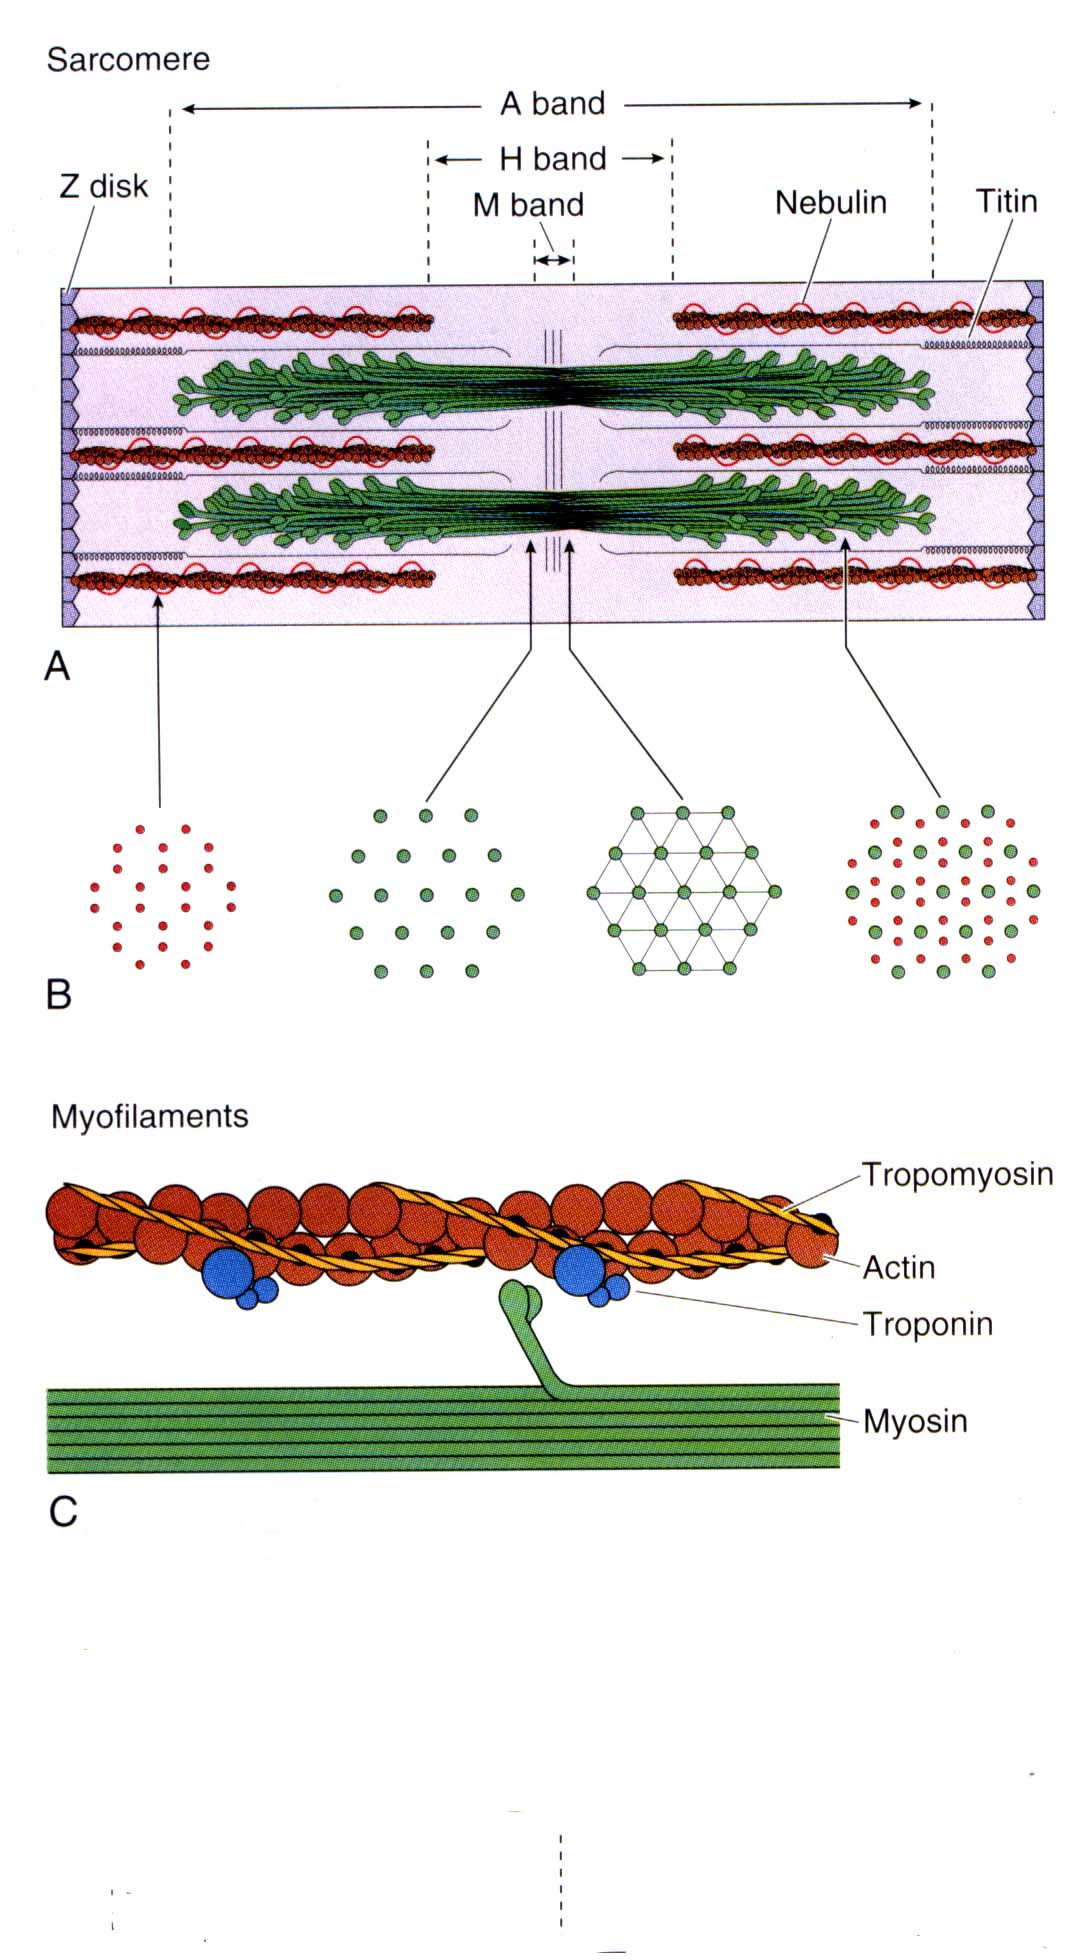 Sarcomere
A band
H band
Z disk
M band
Nebulin
Titin
A
B
Myofilaments
Tropomyosin
Actin
Troponin
Myosin
C